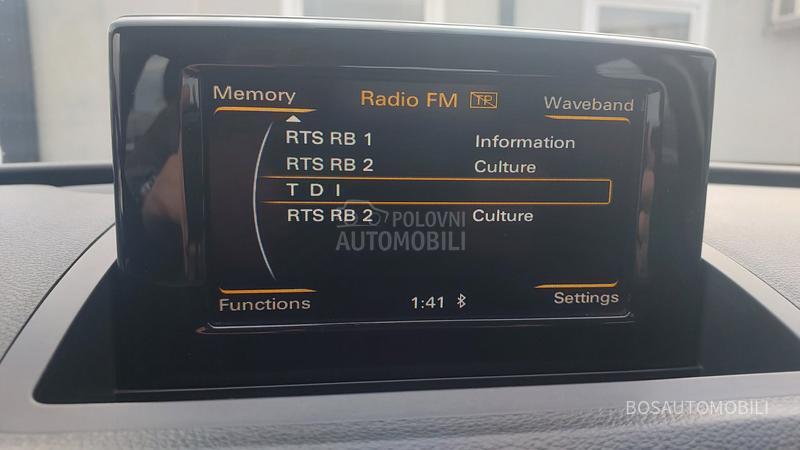 Memory Radio FM TP Waveband
RTS RB 1 Information
RTS RB 2 Culture
T D I
RTS RB 2 Culture
POLOVNI
AUTOMOBILI
Functions 1:41 Settings
BOSAUTOMOBILI